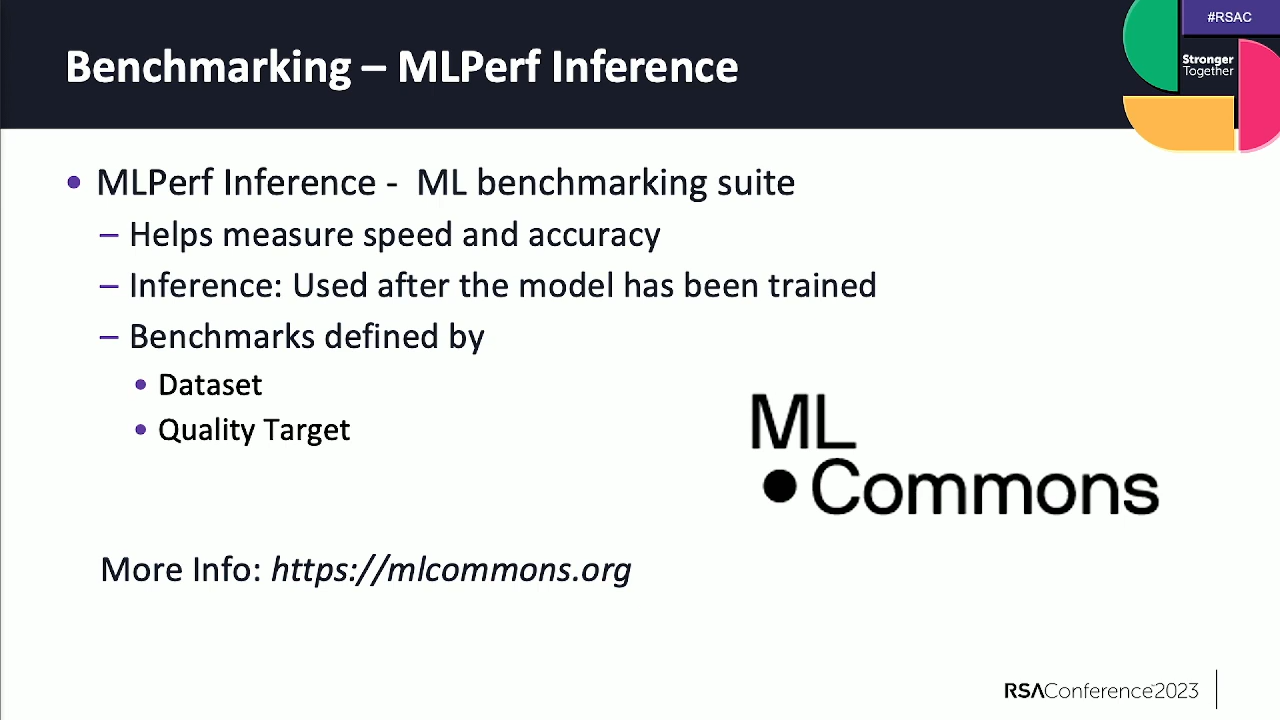 #RSAC
Stronger
Together
Benchmarking – MLPerf Inference
• MLPerf Inference - ML benchmarking suite
– Helps measure speed and accuracy
– Inference: Used after the model has been trained
– Benchmarks defined by
• Dataset
• Quality Target
ML
Commons
More Info: https://mlcommons.org
RSAConference™2023